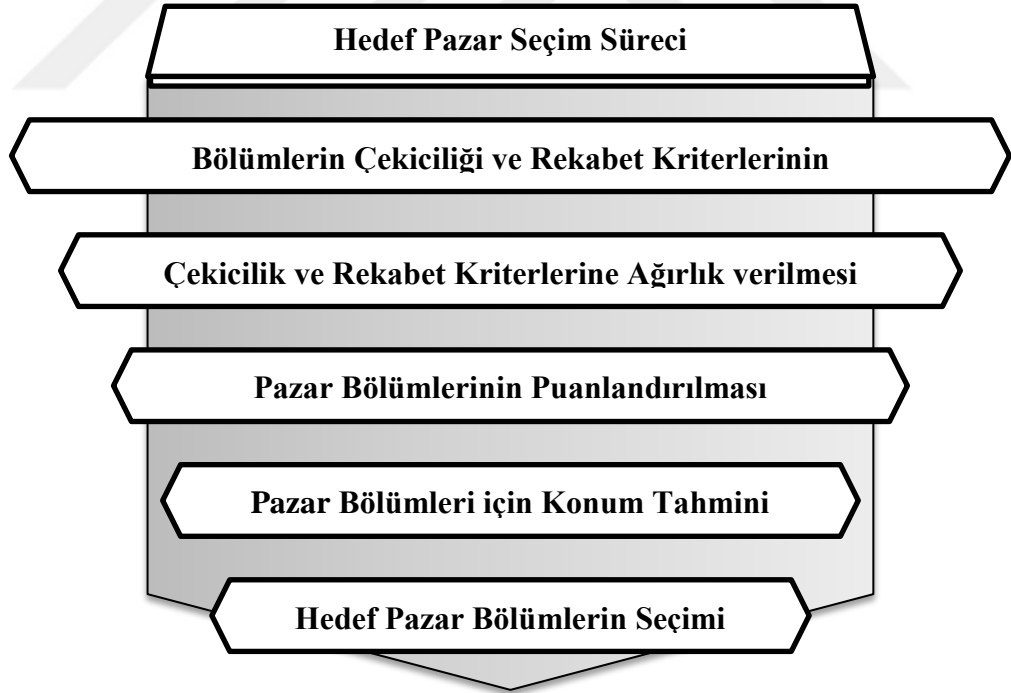 Hedef Pazar Seçim Süreci
Bölümlerin Çekiciliği ve Rekabet Kriterlerinin
Çekicilik ve Rekabet Kriterlerine Ağırlık verilmesi
Pazar Bölümlerinin Puanlandırılması
Pazar Bölümleri için Konum Tahmini
Hedef Pazar Bölümlerin Seçimi